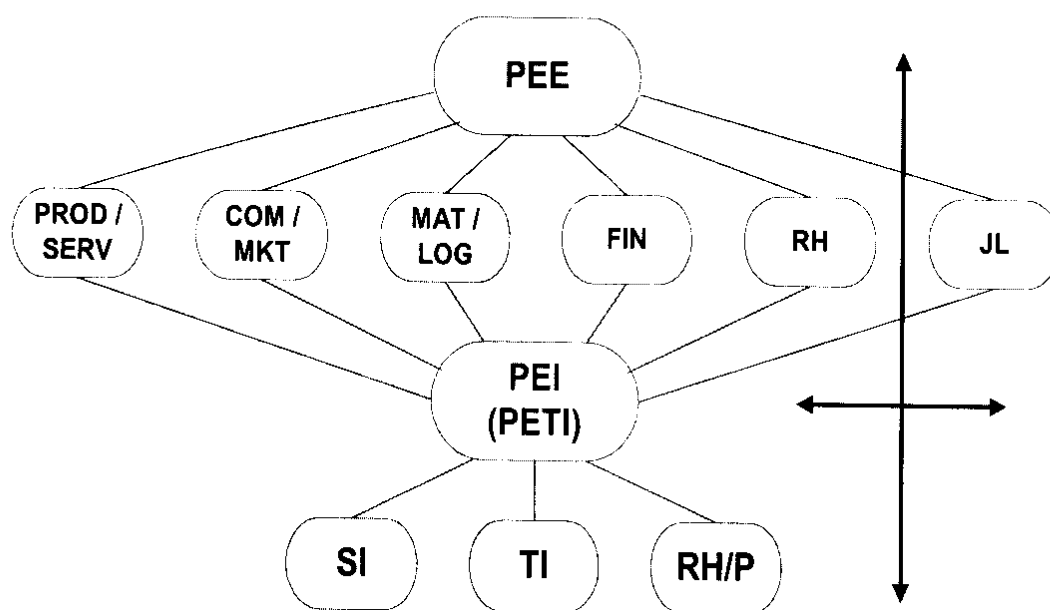 PEE
PROD /
SERV
COM /
MKT
MAT /
LOG
FIN
RH
JL
PEI
(PETI)
SI
TI
RH/P